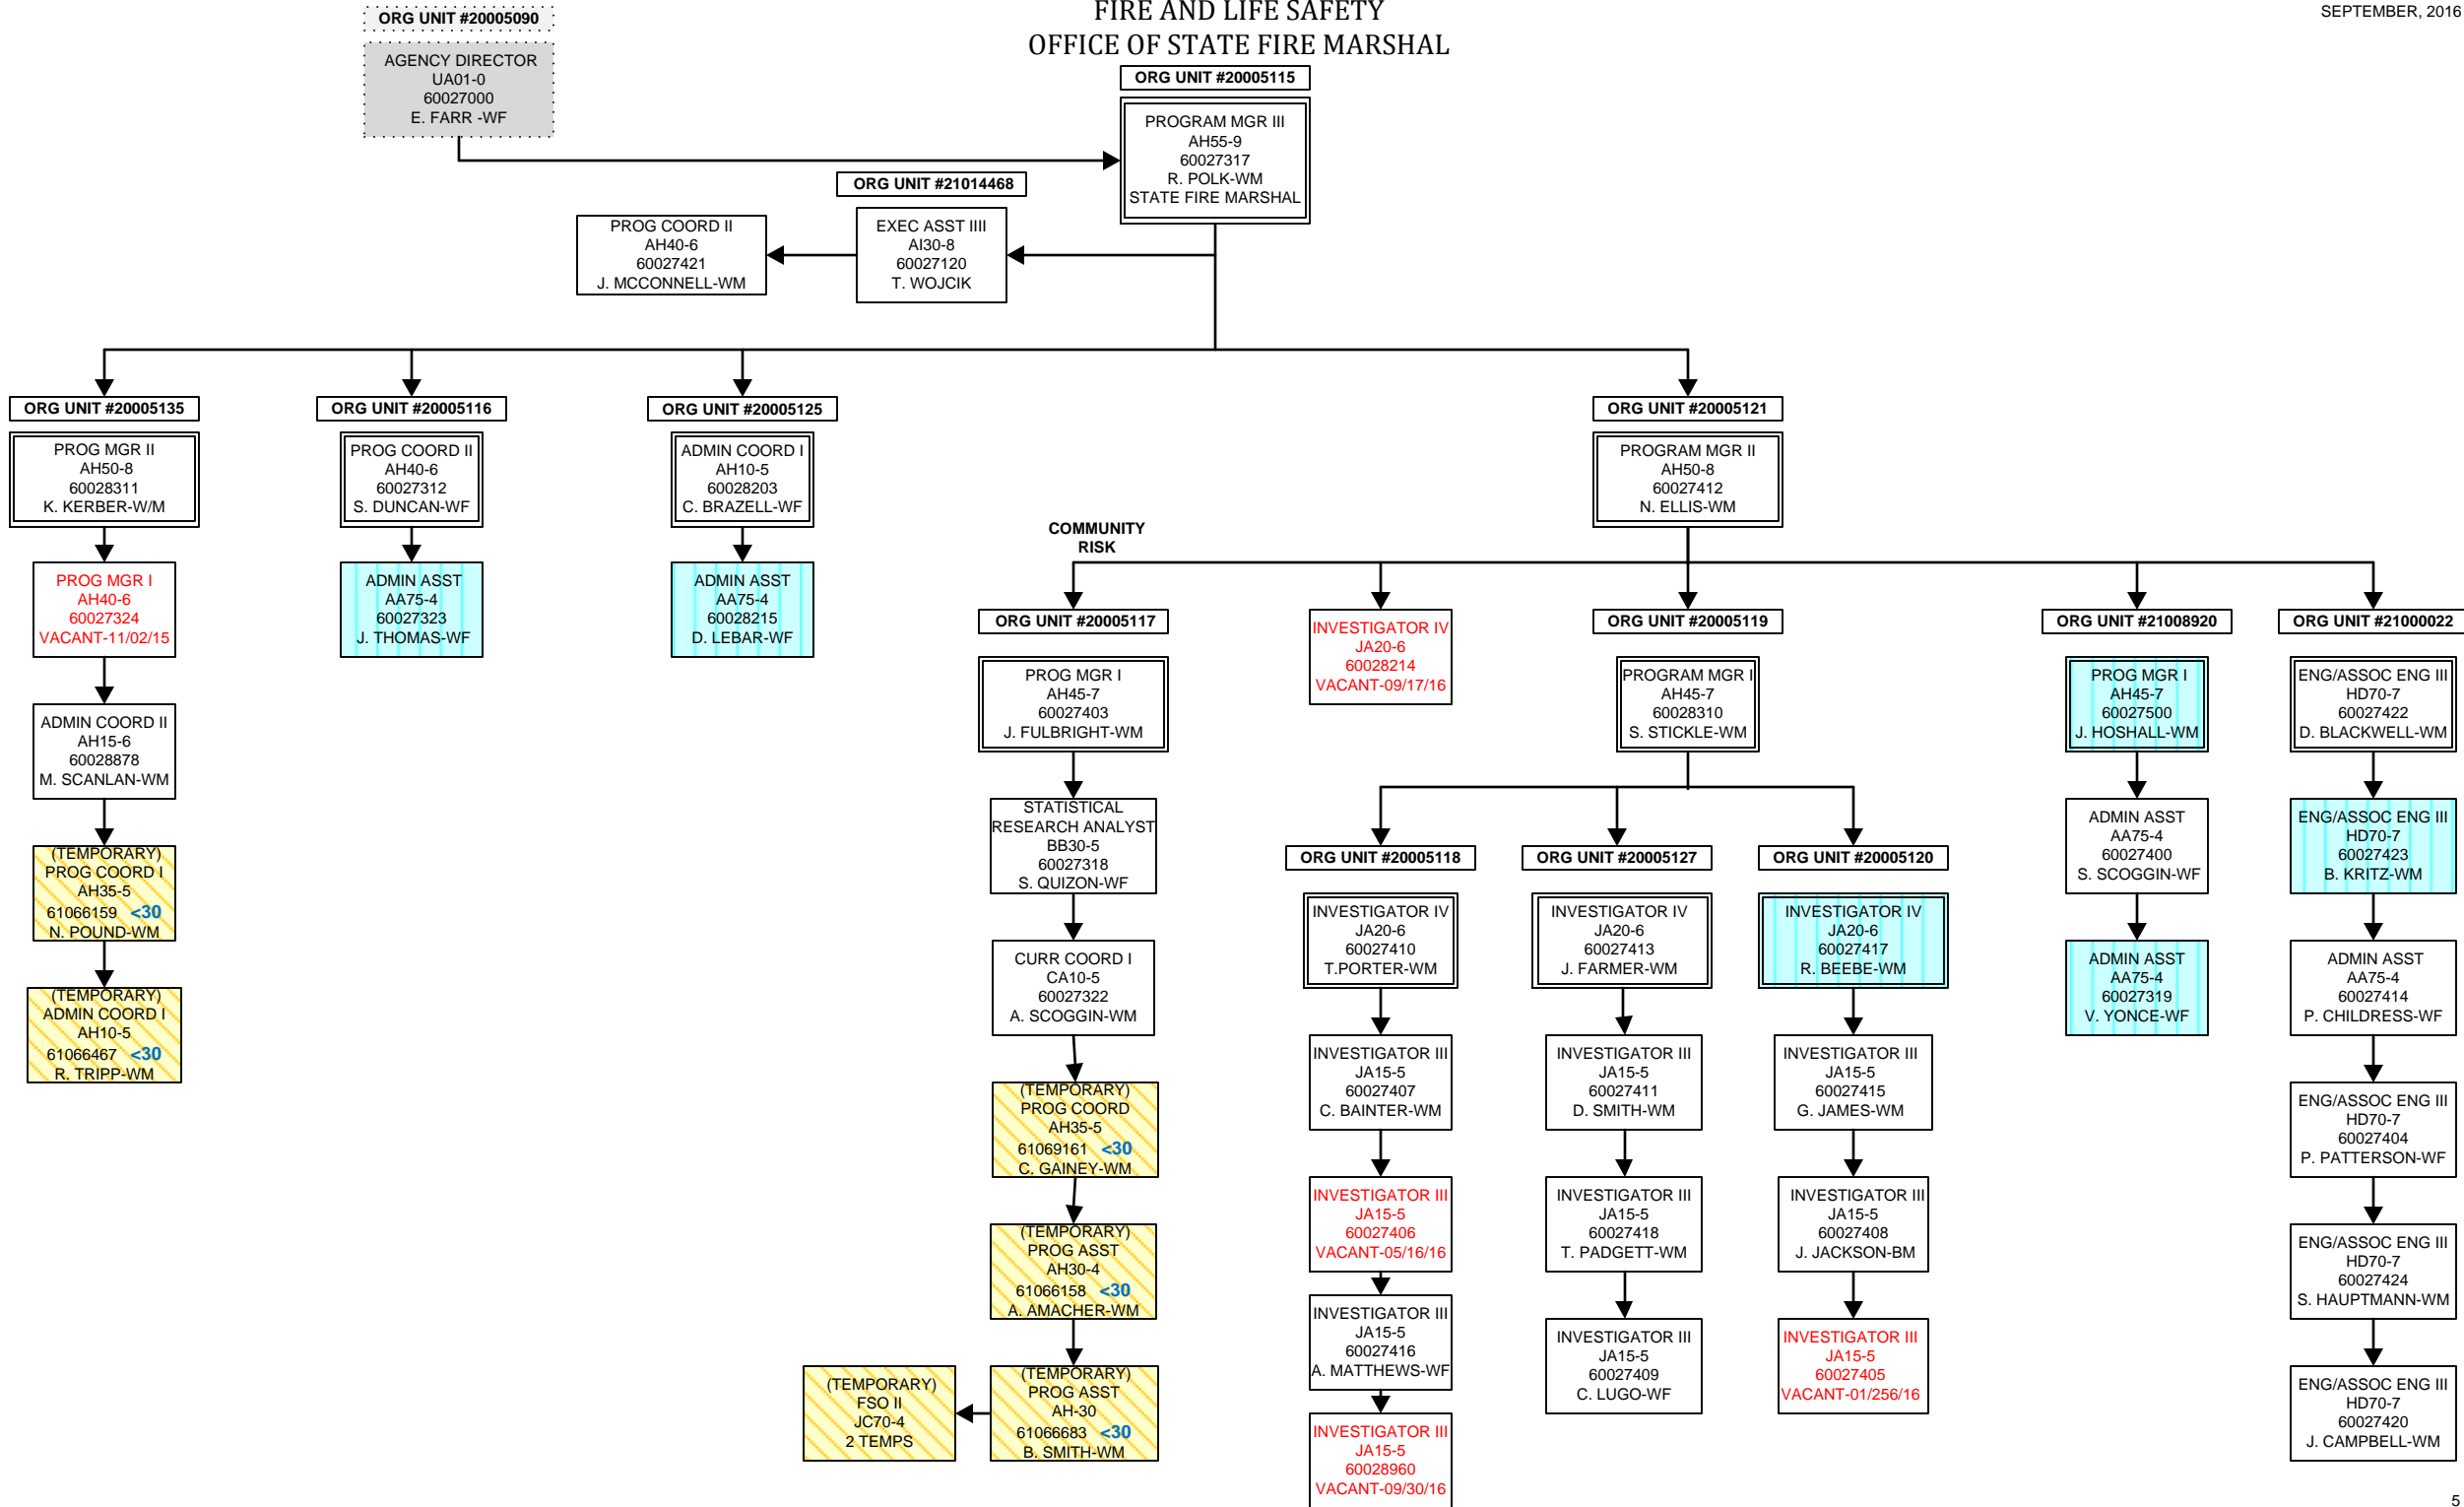 FIRE AND LIFE SAFETY
OFFICE OF STATE FIRE MARSHAL
SEPTEMBER, 2016
ORG UNIT #20005090
AGENCY DIRECTOR
UA01-0
60027000
E. FARR -WF
ORG UNIT #20005115
PROGRAM MGR III
AH55-9
60027317
R. POLK-WM
STATE FIRE MARSHAL
ORG UNIT #21014468
EXEC ASST IIII
AI30-8
60027120
T. WOJCIK
PROG COORD II
AH40-6
60027421
J. MCCONNELL-WM
ORG UNIT #20005135
PROG MGR II
AH50-8
60028311
K. KERBER-W/M
PROG MGR I
AH40-6
60027324
VACANT-11/02/15
ADMIN COORD II
AH15-6
60028878
M. SCANLAN-WM
(TEMPORARY)
PROG COORD I
AH35-5
61066159 <30
N. POUND-WM
(TEMPORARY)
ADMIN COORD I
AH10-5
61066467 <30
R. TRIPP-WM
ORG UNIT #20005116
PROG COORD II
AH40-6
60027312
S. DUNCAN-WF
ADMIN ASST
AA75-4
60027323
J. THOMAS-WF
ORG UNIT #20005125
ADMIN COORD I
AH10-5
60028203
C. BRAZELL-WF
ADMIN ASST
AA75-4
60028215
D. LEBAR-WF
ORG UNIT #20005121
PROGRAM MGR II
AH50-8
60027412
N. ELLIS-WM
COMMUNITY
RISK
ORG UNIT #20005117
PROG MGR I
AH45-7
60027403
J. FULBRIGHT-WM
STATISTICAL
RESEARCH ANALYST
BB30-5
60027318
S. QUIZON-WF
CURR COORD I
CA10-5
60027322
A. SCOGGIN-WM
(TEMPORARY)
PROG COORD
AH35-5
61069161 <30
C. GAINEY-WM
(TEMPORARY)
PROG ASST
AH30-4
61066158 <30
A. AMACHER-WM
(TEMPORARY)
PROG ASST
AH-30
61066683 <30
B. SMITH-WM
(TEMPORARY)
FSO II
JC70-4
2 TEMPS
INVESTIGATOR IV
JA20-6
60028214
VACANT-09/17/16
ORG UNIT #20005119
PROGRAM MGR I
AH45-7
60028310
S. STICKLE-WM
ORG UNIT #20005118
INVESTIGATOR IV
JA20-6
60027410
T.PORTER-WM
INVESTIGATOR III
JA15-5
60027407
C. BAINTER-WM
INVESTIGATOR III
JA15-5
60027406
VACANT-05/16/16
INVESTIGATOR III
JA15-5
60027416
A. MATTHEWS-WF
INVESTIGATOR III
JA15-5
60028960
VACANT-09/30/16
ORG UNIT #20005127
INVESTIGATOR IV
JA20-6
60027413
J. FARMER-WM
INVESTIGATOR III
JA15-5
60027411
D. SMITH-WM
INVESTIGATOR III
JA15-5
60027418
T. PADGETT-WM
INVESTIGATOR III
JA15-5
60027409
C. LUGO-WF
ORG UNIT #20005120
INVESTIGATOR IV
JA20-6
60027417
R. BEEBE-WM
INVESTIGATOR III
JA15-5
60027415
G. JAMES-WM
INVESTIGATOR III
JA15-5
60027408
J. JACKSON-BM
INVESTIGATOR III
JA15-5
60027405
VACANT-01/256/16
ORG UNIT #21008920
PROG MGR I
AH45-7
60027500
J. HOSHALL-WM
ADMIN ASST
AA75-4
60027400
S. SCOGGIN-WF
ADMIN ASST
AA75-4
60027319
V. YONCE-WF
ORG UNIT #21000022
ENG/ASSOC ENG III
HD70-7
60027422
D. BLACKWELL-WM
ENG/ASSOC ENG III
HD70-7
60027423
B. KRITZ-WM
ADMIN ASST
AA75-4
60027414
P. CHILDRESS-WF
ENG/ASSOC ENG III
HD70-7
60027404
P. PATTERSON-WF
ENG/ASSOC ENG III
HD70-7
60027424
S. HAUPTMANN-WM
ENG/ASSOC ENG III
HD70-7
60027420
J. CAMPBELL-WM
5